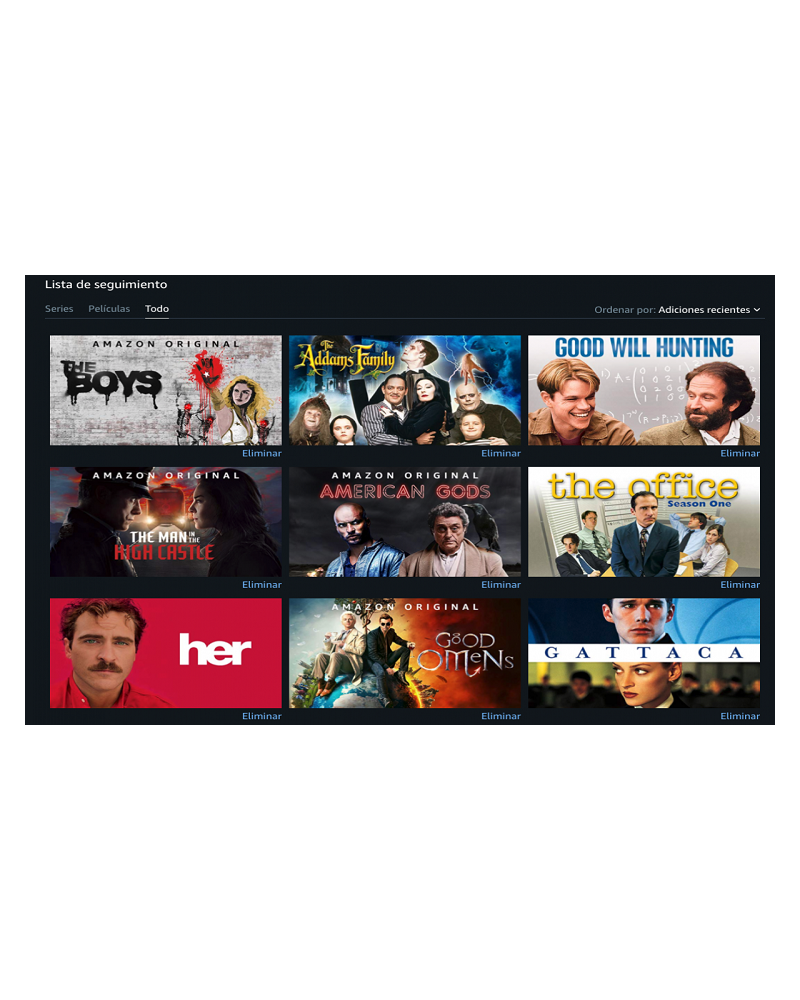 Lista de seguimiento
Series Películas Todo
Ordenar por: Adiciones recientes
AMAZON ORIGINAL
THE BOYS
Eliminar
The Addams Family
Eliminar
GOOD WILL HUNTING
Eliminar
AMAZON ORIGINAL
THE MAN IN THE
HIGH CASTLE
Eliminar
AMAZON ORIGINAL
AMERICAN GODS
Eliminar
the office
Season One
Eliminar
her
Eliminar
AMAZON ORIGINAL
GOOD
OMENS
Eliminar
GATTACA
Eliminar